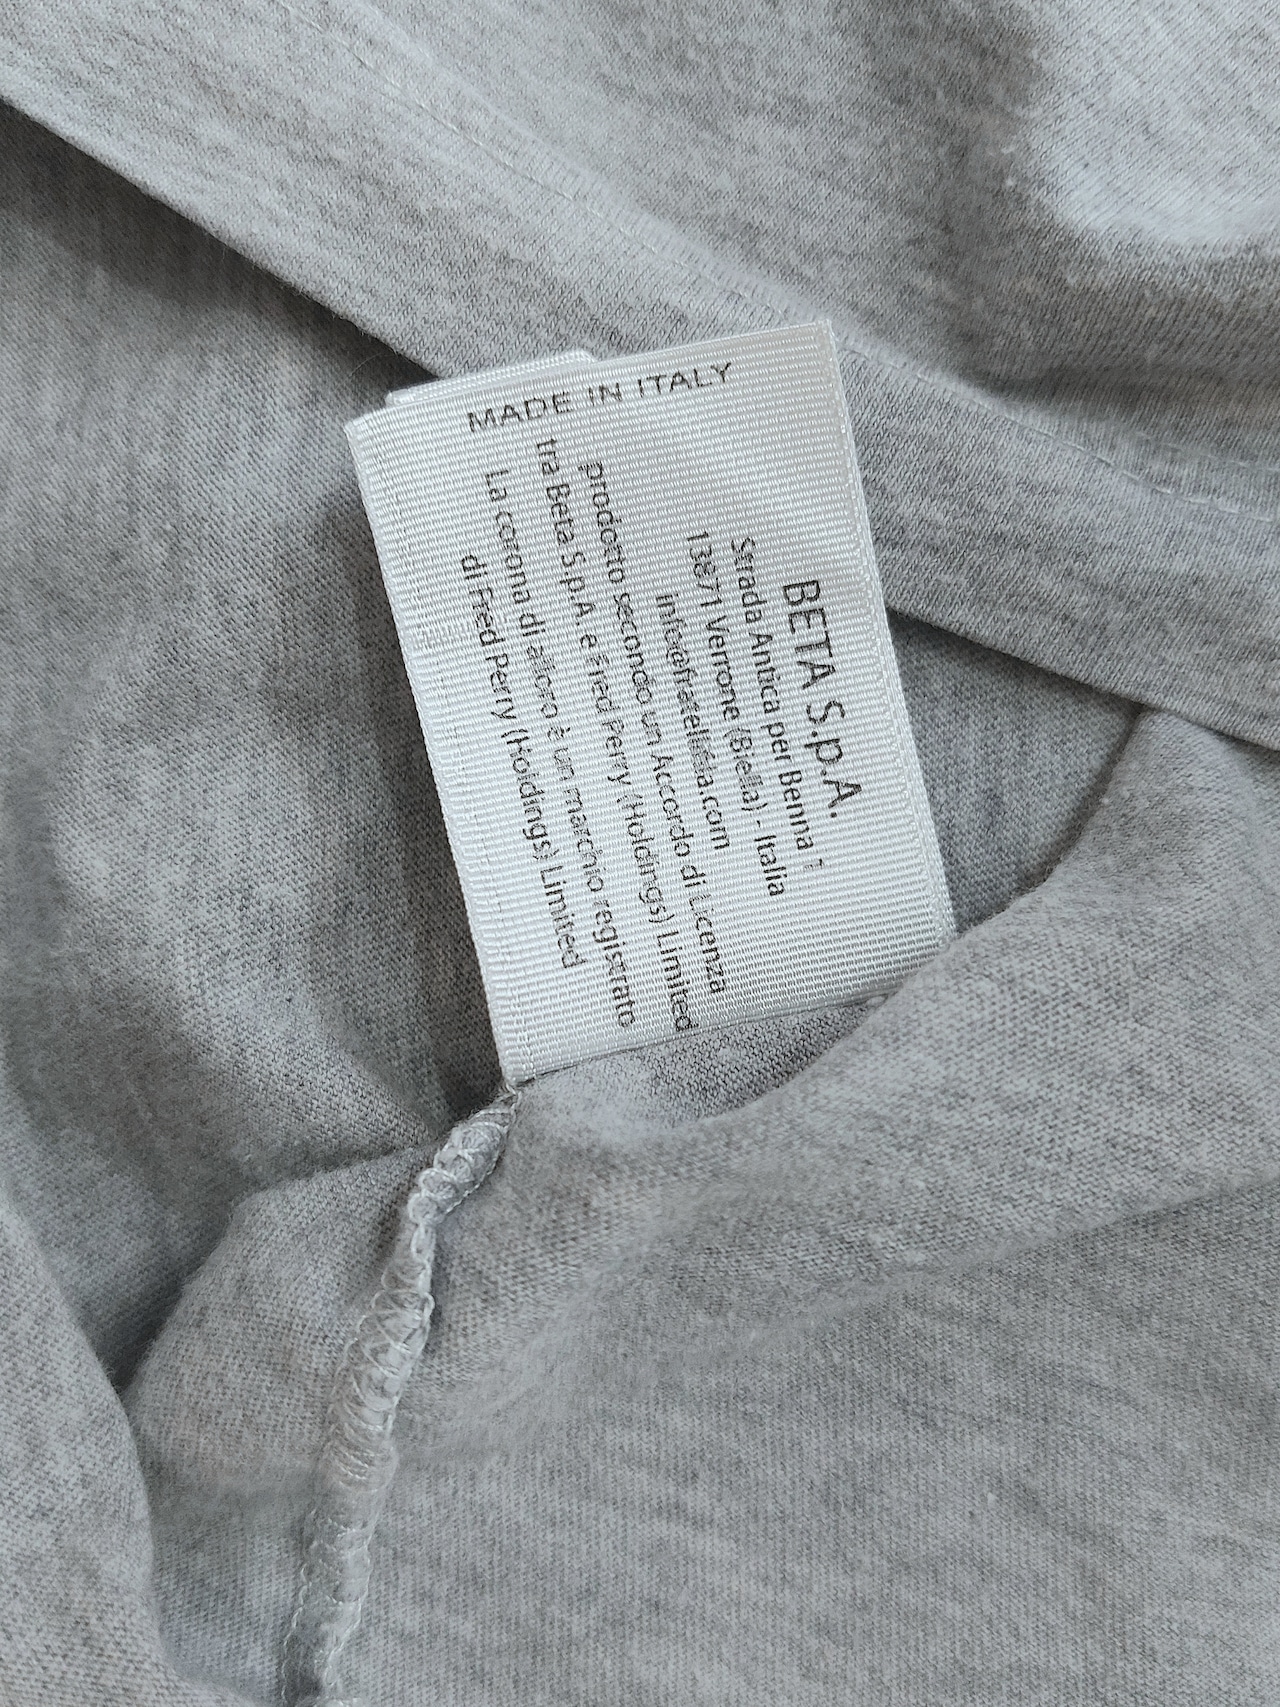 MADE IN ITALY
BETA S.p.A.
Strada Antica per Benna 1
13871 Verrone (Biella) - Italia
info@fratellisia.com
prodotto secondo un Accordo di Licenza
tra Beta S.p.A. e Fred Perry (Holdings) Limited
La corona di alloro è un marchio registrato
di Fred Perry (Holdings) Limited